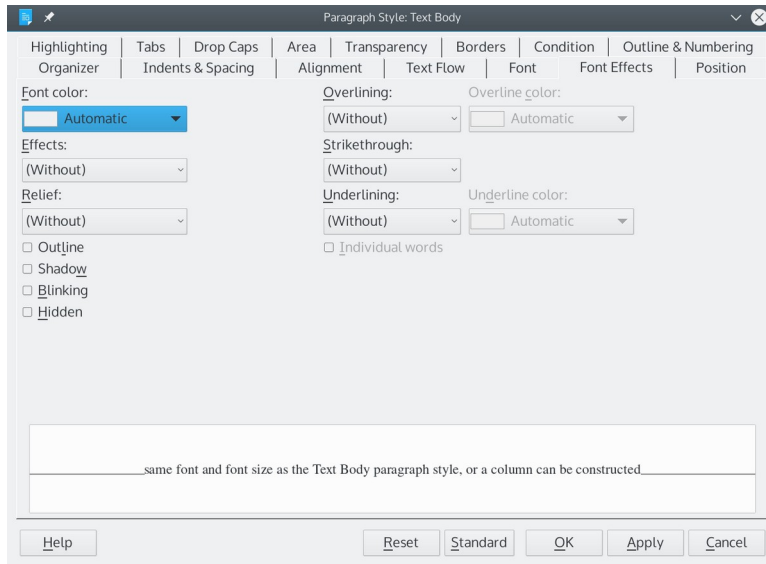 Paragraph Style: Text Body
Highlighting Tabs Drop Caps Area Transparency Borders Condition Outline & Numbering
Organizer Indents & Spacing Alignment Text Flow Font Font Effects Position
Font color: Overlining: Overline color:
Automatic (Without) Automatic
Effects: Strikethrough:
(Without) (Without)
Relief: Underlining: Underline color:
(Without) (Without) Automatic
Outline Individual words
Shadow
Blinking
Hidden
same font and font size as the Text Body paragraph style, or a column can be constructed
Help Reset Standard OK Apply Cancel